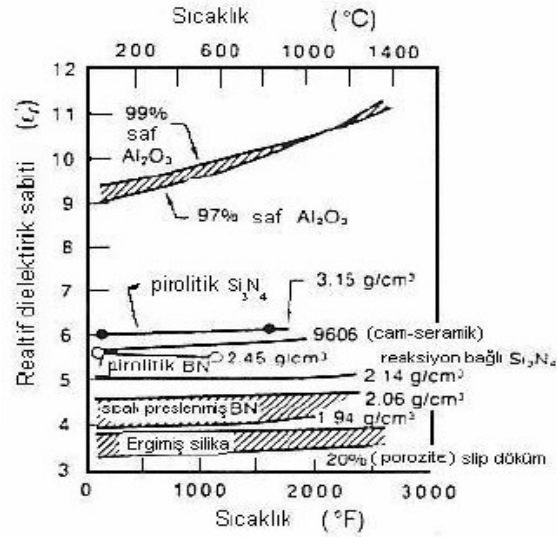 Sıcaklık (°C)
200 600 1000 1400
Realtif dielektirik sabiti (ε_r)
12
11
10
9
8
7
6
5
4
3
99%
saf
Al₂O₃
97% saf Al₂O₃
pirolitik Si₃N₄
3.15 g/cm³
9606 (cam-seramik)
pirolitik BN
2.45 g/cm³
reaksiyon bağlı Si₃N₄
2 14 g/cm³
sıcak preslenmiş BN
2.06 g/cm³
1.94 g/cm³
Ergimiş silika
20% (porozite) slip döküm
0 1000 2000 3000
Sıcaklık (°F)